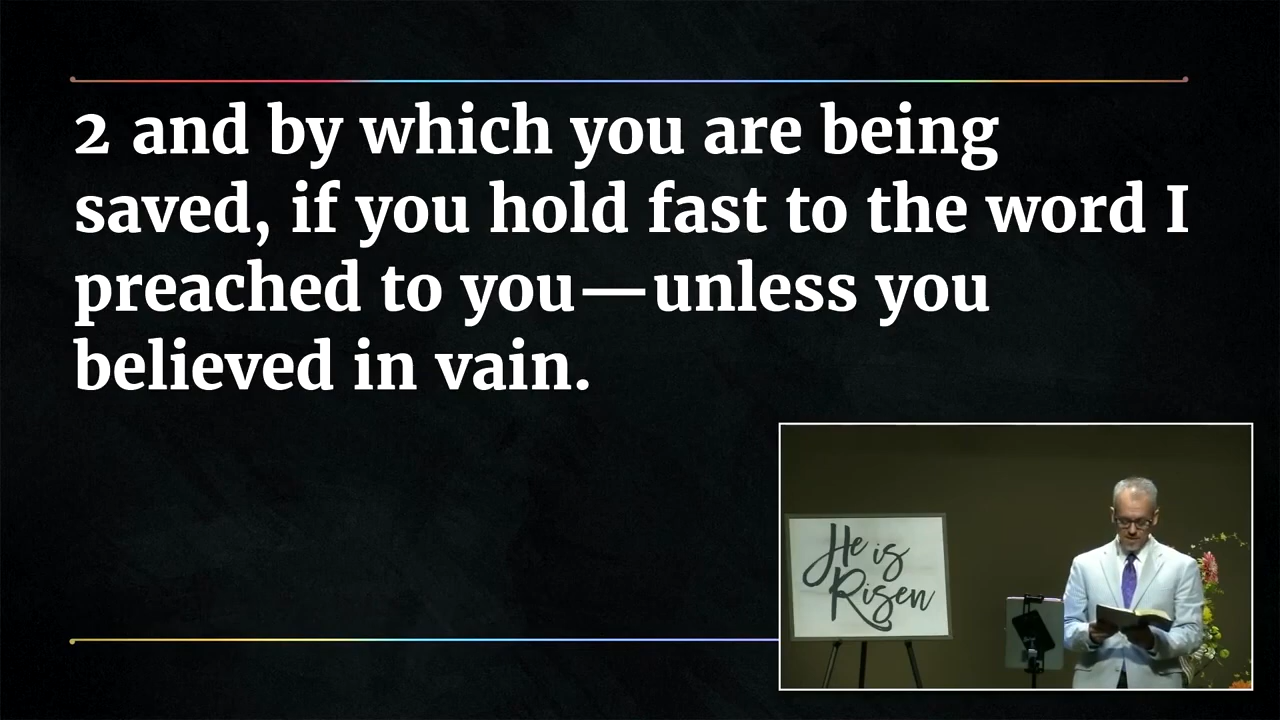 2 and by which you are being
saved, if you hold fast to the word I
preached to you—unless you
believed in vain.
He is
Risen